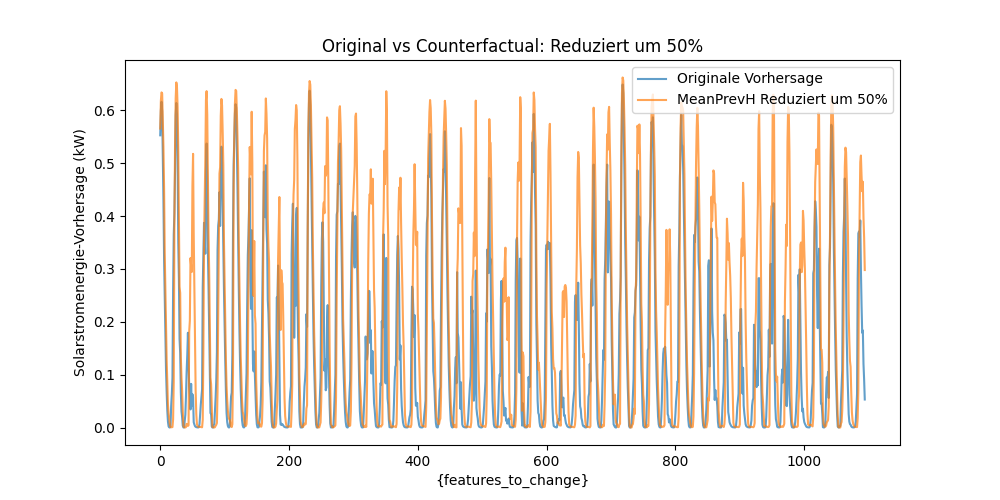 Original vs Counterfactual: Reduziert um 50%
Originale Vorhersage
MeanPrevH Reduziert um 50%
Solarstromenergie-Vorhersage (kW)
0.6
0.5
0.4
0.3
0.2
0.1
0.0
0
200
400
600
800
1000
{features_to_change}